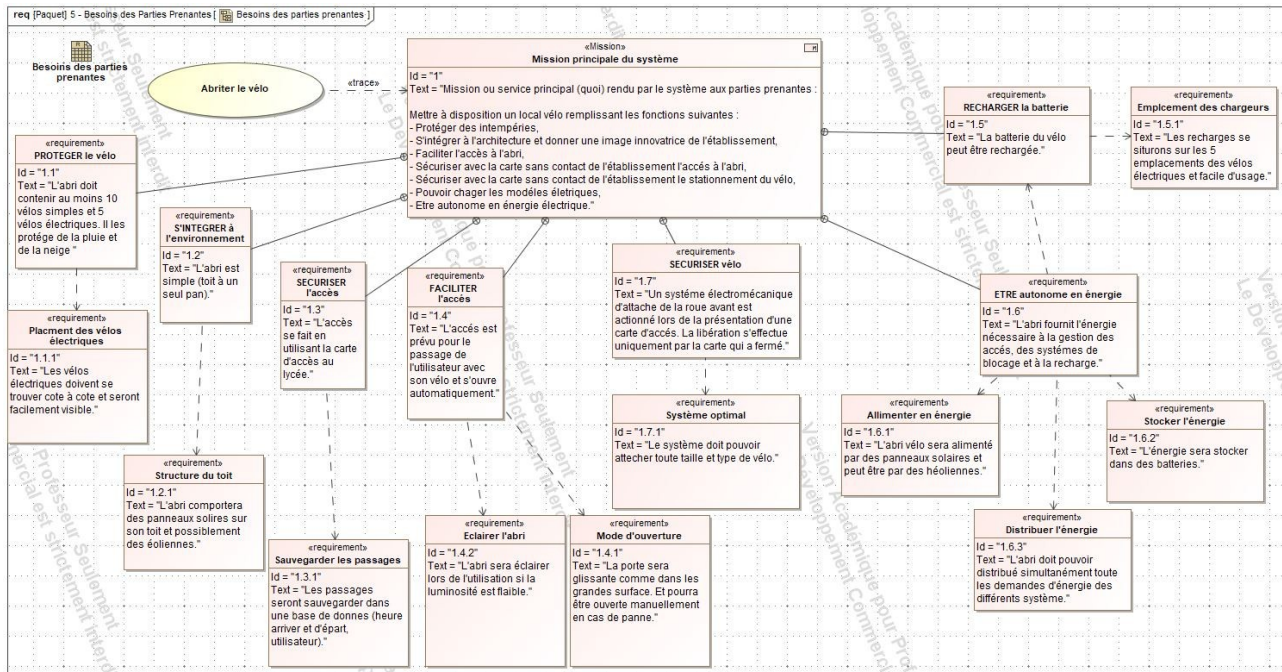 req [Paquet] 5 - Besoins des Parties Prenantes [ Besoins des parties prenantes ]
Besoins des parties
prenantes
Abriter le vélo
«trace»
«Mission»
Mission principale du système
Id = "1"
Text = "Mission ou service principal (quoi) rendu par le système aux parties prenantes :
Mettre à disposition un local vélo remplissant les fonctions suivantes :
- Protéger des intempéries,
- S'intégrer à l'architecture et donner une image innovatrice de l'établissement,
- Faciliter l'accès à l'abri,
- Sécuriser avec la carte sans contact de l'établissement l'accés à l'abri,
- Sécuriser avec la carte sans contact de l'établissement le stationnement du vélo,
- Pouvoir chager les modéles életriques,
- Etre autonome en énergie électrique."
«requirement»
RECHARGER la batterie
Id = "1.5"
Text = "La batterie du vélo
peut être rechargée."
«requirement»
Emplcement des chargeurs
Id = "1.5.1"
Text = "Les recharges se
siturons sur les 5
emplacements des vélos
électriques et facile d'usage."
«requirement»
PROTEGER le vélo
Id = "1.1"
Text = "L'abri doit
contenir au moins 10
vélos simples et 5
vélos électriques. Il les
protége de la pluie et
de la neige "
«requirement»
S'INTEGRER à
l'environnement
Id = "1.2"
Text = "L'abri est
simple (toit à un
seul pan)."
«requirement»
SECURISER
l'accès
Id = "1.3"
Text = "L'accès
se fait en
utilisant la carte
d'accès au
lycée."
«requirement»
FACILITER
l'accès
Id = "1.4"
Text = "L'accés est
prévu pour le
passage de
l'utilisateur avec
son vélo et s'ouvre
automatiquement."
«requirement»
SECURISER vélo
Id = "1.7"
Text = "Un systéme électromécanique
d'attache de la roue avant est
actionné lors de la présentation d'une
carte d'accés. La libération s'effectue
uniquement par la carte qui a fermé."
«requirement»
ETRE autonome en énergie
Id = "1.6"
Text = "L'abri fournit l'énergie
nécessaire à la gestion des
accés, des systémes de
blocage et à la recharge."
«requirement»
Placment des vélos
électriques
Id = "1.1.1"
Text = "Les vélos
électriques doivent se
trouver cote à cote et seront
facilement visible."
«requirement»
Système optimal
Id = "1.7.1"
Text = "Le système doit pouvoir
attecher toute taille et type de vélo."
«requirement»
Allimenter en énergie
Id = "1.6.1"
Text = "L'abri vélo sera alimenté
par des panneaux solaires et
peut être par des héoliennes."
«requirement»
Stocker l'énergie
Id = "1.6.2"
Text = "L'énergie sera stocker
dans des batteries."
«requirement»
Structure du toit
Id = "1.2.1"
Text = "L'abri comportera
des panneaux solires sur
son toit et possiblement
des éoliennes."
«requirement»
Sauvegarder les passages
Id = "1.3.1"
Text = "Les passages
seront sauvegarder dans
une base de donnes (heure
arriver et d'épart,
utilisateur)."
«requirement»
Eclairer l'abri
Id = "1.4.2"
Text = "L'abri sera éclairer
lors de l'utilisation si la
luminosité est flaible."
«requirement»
Mode d'ouverture
Id = "1.4.1"
Text = "La porte sera
glissante comme dans les
grandes surface. Et pourra
être ouverte manuellement
en cas de panne."
«requirement»
Distribuer l'énergie
Id = "1.6.3"
Text = "L'abri doit pouvoir
distribué simultanément toute
les demandes d'énergie des
différents système."